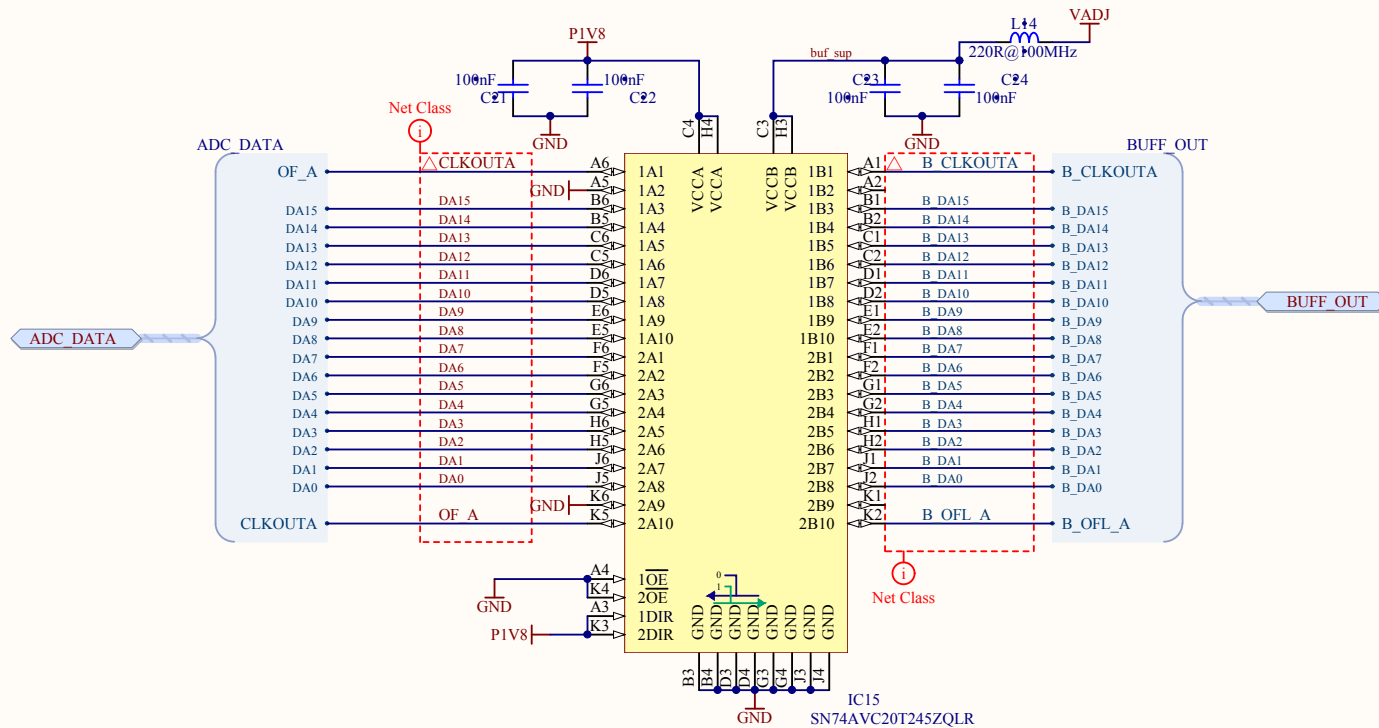 L14
VADJ
P1V8
buf_sup
220R@100MHz
100nF
100nF
C23
C24
C21
C22
100nF
100nF
Net Class
i
GND
GND
C4
H4
C3
H3
ADC_DATA
BUFF_OUT
OF_A
CLKOUTA
A6
1A1
VCCA
VCCA
VCCB
VCCB
1B1
A1
B_CLKOUTA
B_CLKOUTA
GND
A5
1A2
1B2
A2
DA15
DA15
B6
1A3
1B3
B1
B_DA15
B_DA15
DA14
DA14
B5
1A4
1B4
B2
B_DA14
B_DA14
DA13
DA13
C6
1A5
1B5
C1
B_DA13
B_DA13
DA12
DA12
C5
1A6
1B6
C2
B_DA12
B_DA12
DA11
DA11
D6
1A7
1B7
D1
B_DA11
B_DA11
DA10
DA10
D5
1A8
1B8
D2
B_DA10
B_DA10
BUFF_OUT
DA9
DA9
E6
1A9
1B9
E1
B_DA9
B_DA9
ADC_DATA
DA8
DA8
E5
1A10
1B10
E2
B_DA8
B_DA8
DA7
DA7
F6
2A1
2B1
F1
B_DA7
B_DA7
DA6
DA6
F5
2A2
2B2
F2
B_DA6
B_DA6
DA5
DA5
G6
2A3
2B3
G1
B_DA5
B_DA5
DA4
DA4
G5
2A4
2B4
G2
B_DA4
B_DA4
DA3
DA3
H6
2A5
2B5
H1
B_DA3
B_DA3
DA2
DA2
H5
2A6
2B6
H2
B_DA2
B_DA2
DA1
DA1
J6
2A7
2B7
J1
B_DA1
B_DA1
DA0
DA0
J5
2A8
2B8
J2
B_DA0
B_DA0
GND
K6
2A9
2B9
K1
CLKOUTA
OF_A
K5
2A10
2B10
K2
B_OFL_A
B_OFL_A
i
Net Class
A4
1OE
0
K4
2OE
1
GND
A3
1DIR
P1V8
K3
2DIR
GND
GND
GND
GND
GND
GND
GND
GND
B3
B4
D3
D4
G3
G4
J3
J4
GND
IC15
SN74AVC20T245ZQLR